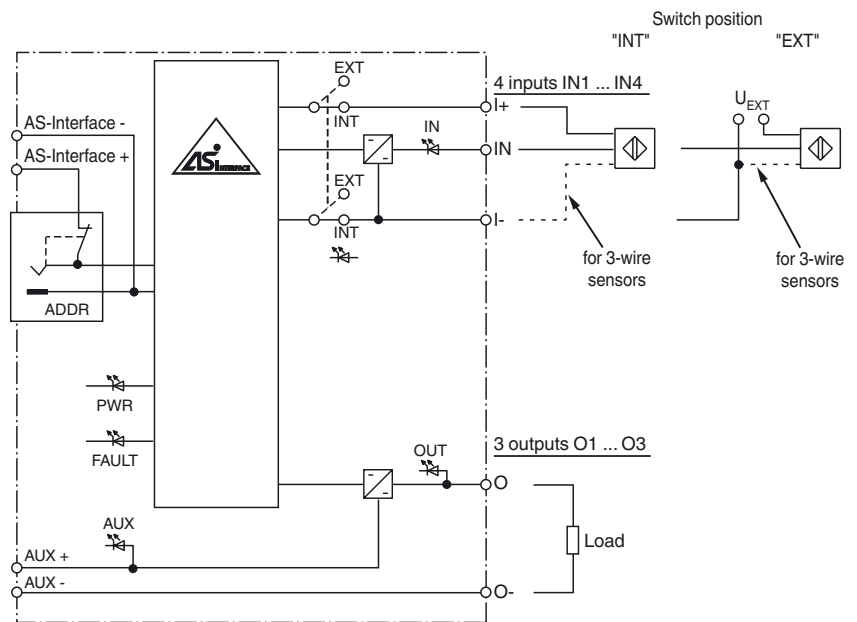 Switch position
"INT"
"EXT"
EXT
4 inputs IN1 ... IN4
U EXT
AS-Interface -
I+
INT
IN
AS-Interface +
ASI INTERFACE
IN
EXT
I-
INT
for 3-wire
sensors
for 3-wire
sensors
ADDR
PWR
FAULT
OUT
3 outputs O1 ... O3
O
AUX
Load
AUX +
AUX -
O-